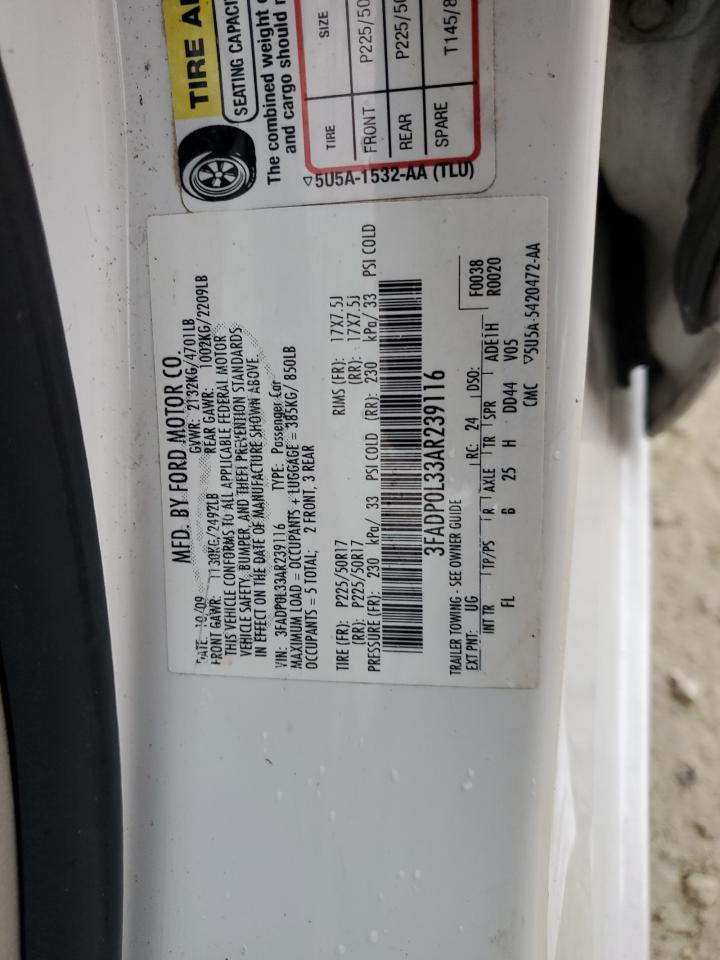 TIRE A
SEATING CAPACI
The combined weight o
and cargo should n
TIRE SIZE
FRONT P225/50
REAR P225/50
SPARE T145/8
5U5A-1532-AA (TLU)
MFD. BY FORD MOTOR CO.
DATE: 10/09 GVWR: 2132KG/4701LB
FRONT GAWR: 1130KG/2492LB REAR GAWR: 1002KG/2209LB
THIS VEHICLE CONFORMS TO ALL APPLICABLE FEDERAL MOTOR
VEHICLE SAFETY, BUMPER, AND THEFT PREVENTION STANDARDS
IN EFFECT ON THE DATE OF MANUFACTURE SHOWN ABOVE.
VIN: 3FADP0L33AR239116 TYPE: Passenger Car
MAXIMUM LOAD = OCCUPANTS + LUGGAGE = 385KG/ 850LB
OCCUPANTS = 5 TOTAL; 2 FRONT, 3 REAR
TIRE (FR): P225/50R17 RIMS (FR): 17X7.5J
(RR): P225/50R17 (RR): 17X7.5J
PRESSURE (FR): 230 kPa/ 33 PSI COLD (RR): 230 kPa/ 33 PSI COLD
3FADP0L33AR239116
TRAILER TOWING - SEE OWNER GUIDE F0038
EXT PNT: UG RC: 24 DSO: R0020
INT TR TP/PS R AXLE TR SPR ADE1H
FL B 25 H DD44 V05
CMC 5U5A-5420472-AA